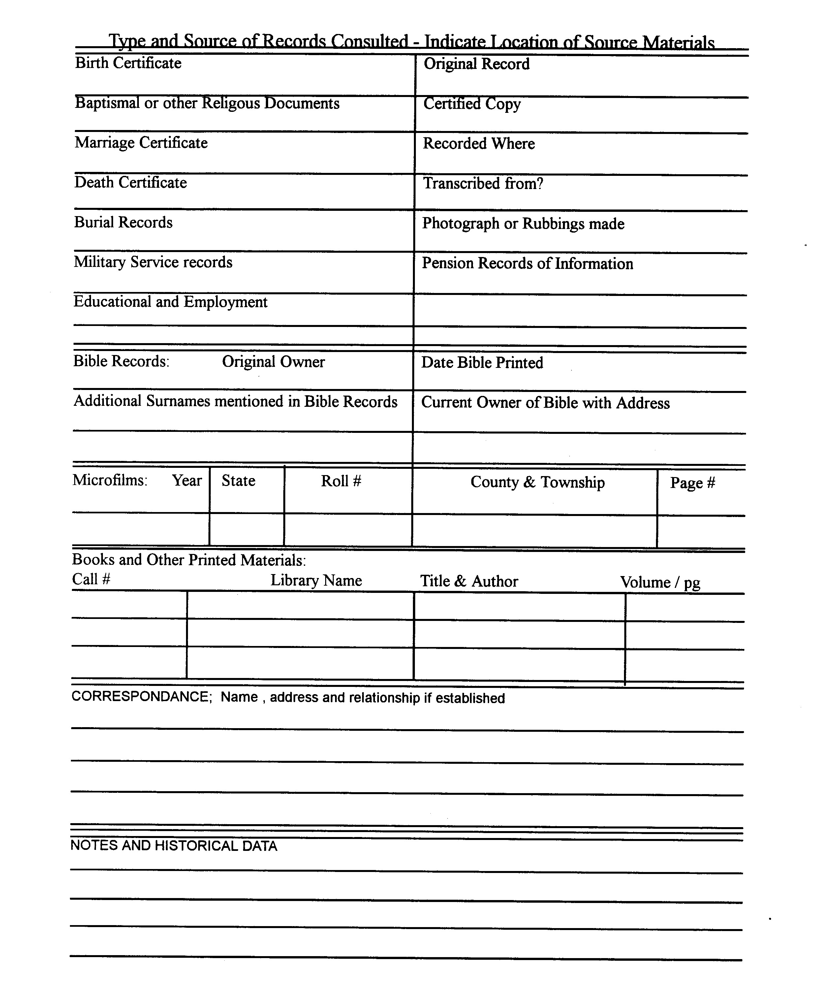 Type and Source of Records Consulted - Indicate Location of Source Materials
Birth Certificate Original Record
Baptismal or other Religous Documents Certified Copy
Marriage Certificate Recorded Where
Death Certificate Transcribed from?
Burial Records Photograph or Rubbings made
Military Service records Pension Records of Information
Educational and Employment
Bible Records: Original Owner Date Bible Printed
Additional Surnames mentioned in Bible Records Current Owner of Bible with Address
Microfilms: Year State Roll # County & Township Page #
Books and Other Printed Materials:
Call # Library Name Title & Author Volume / pg
CORRESPONDANCE; Name , address and relationship if established
NOTES AND HISTORICAL DATA